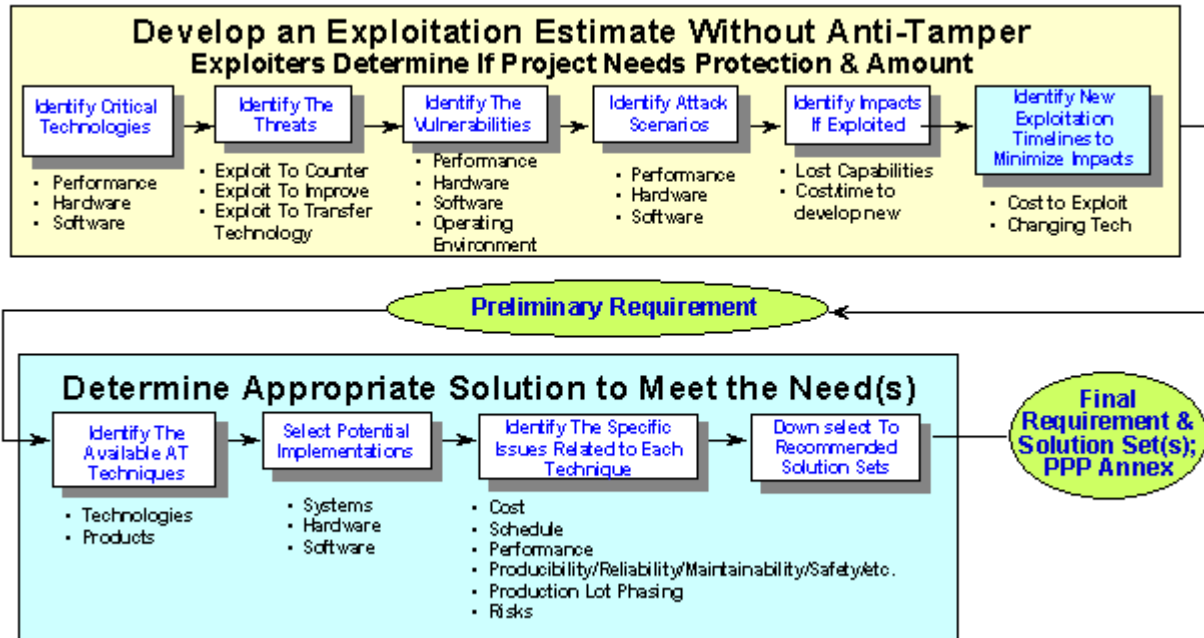 Develop an Exploitation Estimate Without Anti-Tamper
Exploiters Determine If Project Needs Protection & Amount
Identify Critical
Technologies
• Performance
• Hardware
• Software
Identify The
Threats
• Exploit To Counter
• Exploit To Improve
• Exploit To Transfer
Technology
Identify The
Vulnerabilities
• Performance
• Hardware
• Software
• Operating
Environment
Identify Attack
Scenarios
• Performance
• Hardware
• Software
Identify Impacts
If Exploited
• Lost Capabilities
• Cost/time to
develop new
Identify New
Exploitation
Timelines to
Minimize Impacts
• Cost to Exploit
• Changing Tech
Preliminary Requirement
Determine Appropriate Solution to Meet the Need(s)
Identify The
Available AT
Techniques
• Technologies
• Products
Select Potential
Implementations
• Systems
• Hardware
• Software
Identify The Specific
Issues Related to Each
Technique
• Cost
• Schedule
• Performance
• Producibility/Reliability/Maintainability/Safety/etc.
• Production Lot Phasing
• Risks
Down select To
Recommended
Solution Sets
Final
Requirement &
Solution Set(s);
PPP Annex